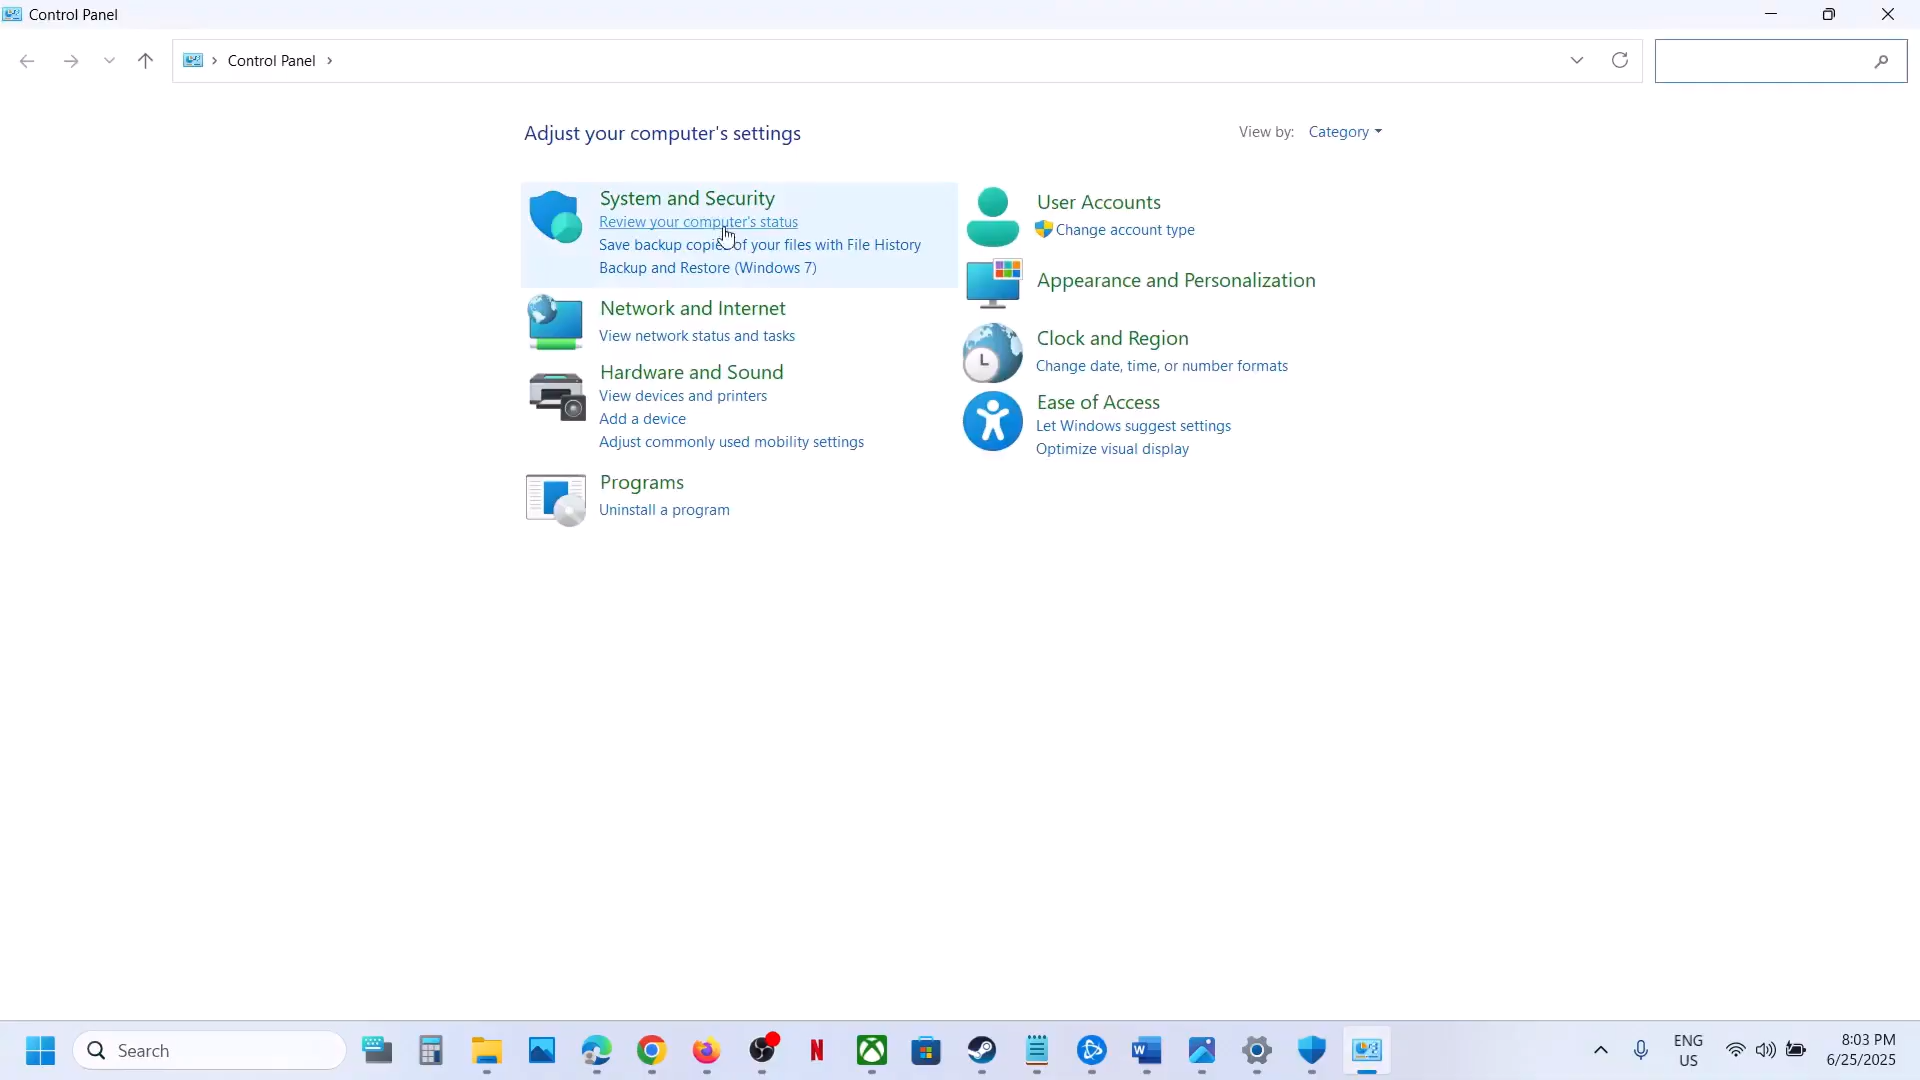 Control Panel
Control Panel
Adjust your computer's settings
View by: Category
System and Security
Review your computer's status
Save backup copies of your files with File History
Backup and Restore (Windows 7)
Network and Internet
View network status and tasks
Hardware and Sound
View devices and printers
Add a device
Adjust commonly used mobility settings
Programs
Uninstall a program
User Accounts
Change account type
Appearance and Personalization
Clock and Region
Change date, time, or number formats
Ease of Access
Let Windows suggest settings
Optimize visual display
Search
ENG
US
8:03 PM
6/25/2025